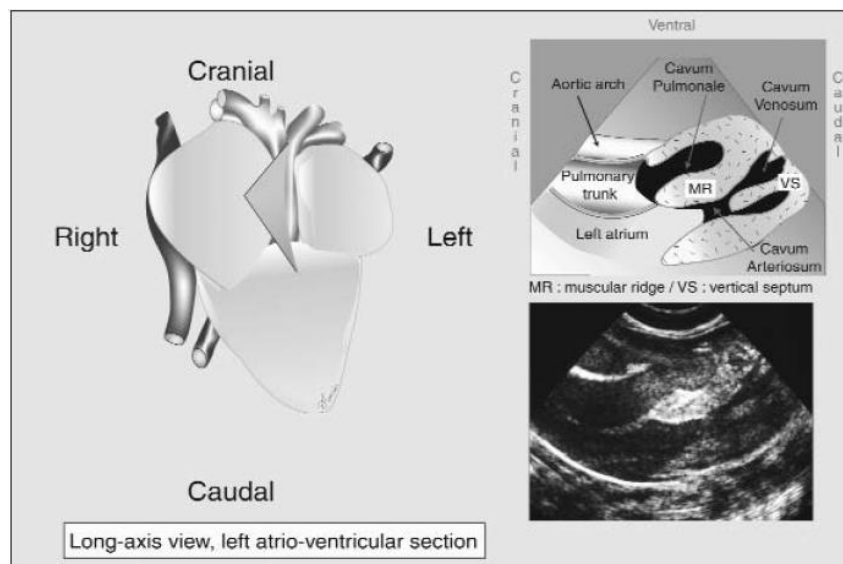 Cranial
Right
Left
Caudal
Long-axis view, left atrio-ventricular section
Ventral
Cranial
Caudal
Aortic arch
Cavum
Pulmonale
Cavum
Venosum
Pulmonary
trunk
MR
VS
Left atrium
Cavum
Arteriosum
MR : muscular ridge / VS : vertical septum